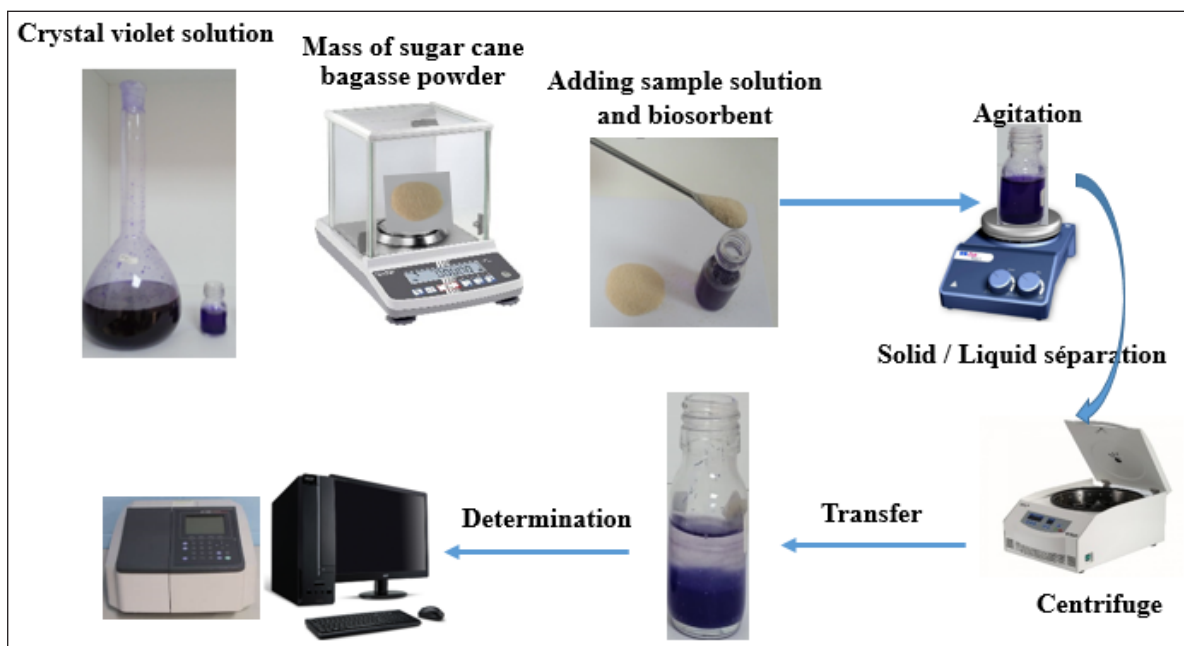 Crystal violet solution
Mass of sugar cane
bagasse powder
Adding sample solution
and biosorbent
Agitation
Solid / Liquid séparation
Centrifuge
Transfer
Determination